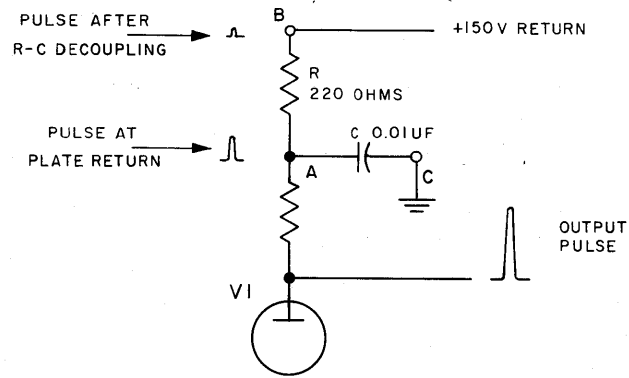 PULSE AFTER
R-C DECOUPLING
B
+150V RETURN
R
220 OHMS
PULSE AT
PLATE RETURN
C 0.01UF
A
C
OUTPUT
PULSE
V1